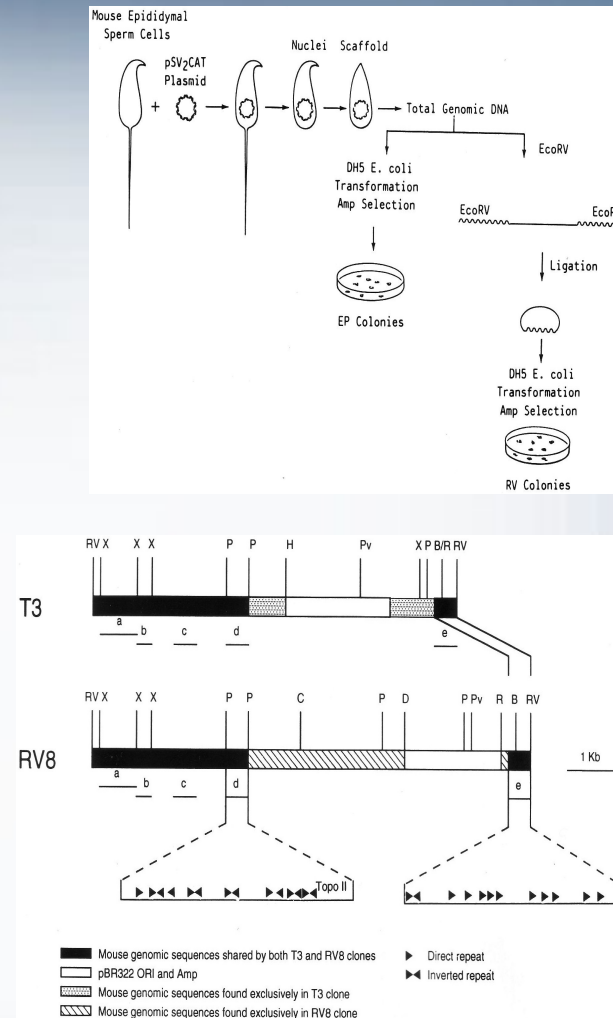 Mouse Epididymal
Sperm Cells
pSV2CAT
Plasmid
Nuclei Scaffold
+
Total Genomic DNA
EcoRV
DH5 E. coli
Transformation
Amp Selection
EcoRV
Ligation
EP Colonies
DH5 E. coli
Transformation
Amp Selection
RV Colonies
RV X X X P P H Pv X P B/R RV
T3
a b c d e
RV X X X P P C P D P Pv R B RV
RV8
1 Kb
a b c d e
Topo II
Mouse genomic sequences shared by both T3 and RV8 clones
Direct repeat
pBR322 ORI and Amp
Inverted repeat
Mouse genomic sequences found exclusively in T3 clone
Mouse genomic sequences found exclusively in RV8 clone